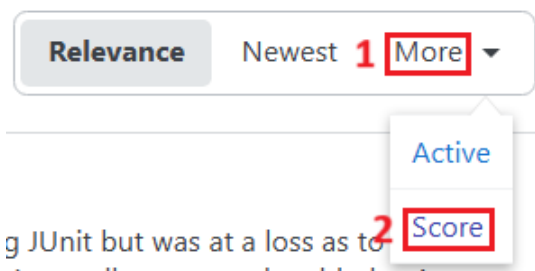 Relevance Newest 1 More
Active
2 Score
g JUnit but was at a loss as to